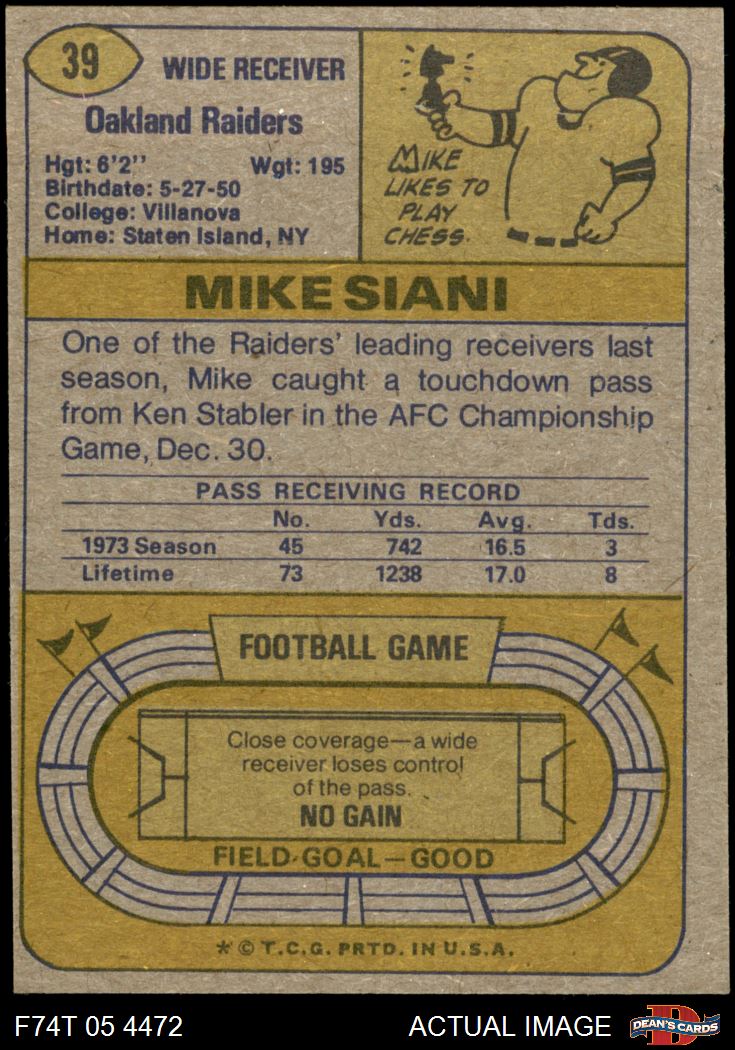 39
WIDE RECEIVER
Oakland Raiders
Hgt: 6'2'' Wgt: 195
Birthdate: 5-27-50
College: Villanova
Home: Staten Island, NY
MIKE
LIKES TO
PLAY
CHESS.
MIKE SIANI
One of the Raiders' leading receivers last
season, Mike caught a touchdown pass
from Ken Stabler in the AFC Championship
Game, Dec. 30.
PASS RECEIVING RECORD
No. Yds. Avg. Tds.
1973 Season 45 742 16.5 3
Lifetime 73 1238 17.0 8
FOOTBALL GAME
Close coverage—a wide
receiver loses control
of the pass.
NO GAIN
FIELD-GOAL—GOOD
* © T.C.G. PRTD. IN U.S.A.
F74T 05 4472 ACTUAL IMAGE
DEAN'S CARDS